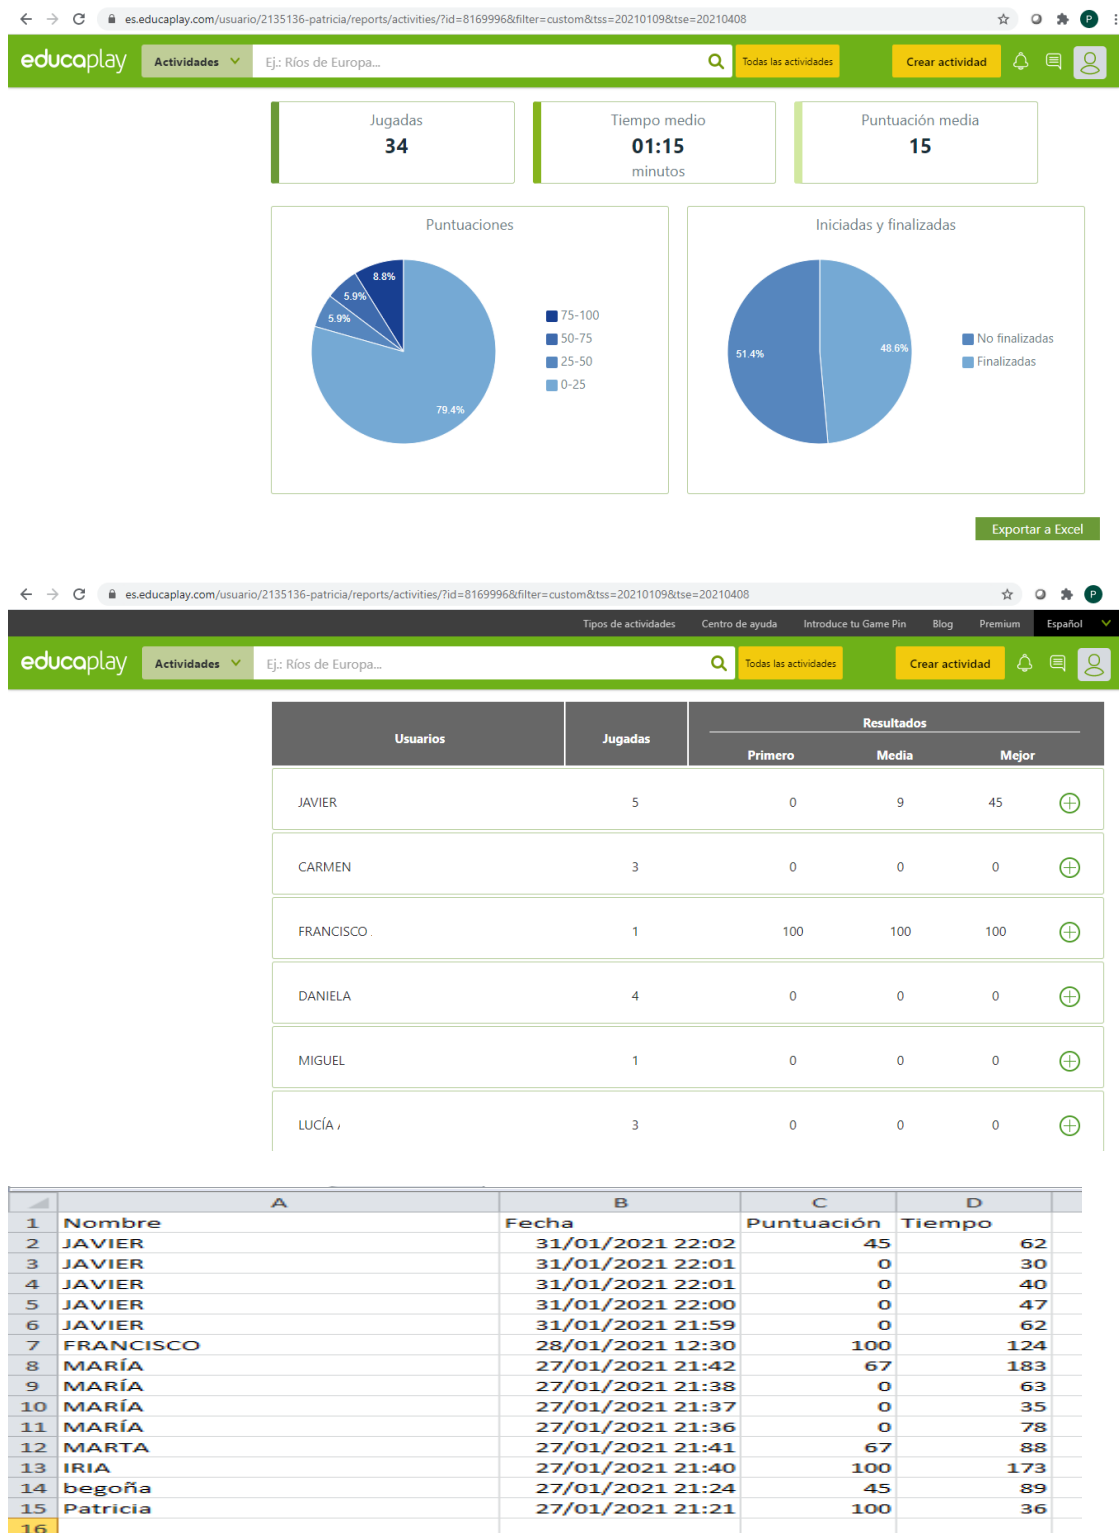 es.educaplay.com/usuario/2135136-patricia/reports/activities/?id=8169996&filter=custom&tss=20210109&tse=20210408 P
educaplay Actividades Ej.: Ríos de Europa... Todas las actividades Crear actividad
Jugadas Tiempo medio Puntuación media
34 01:15 15
minutos
Puntuaciones Iniciadas y finalizadas
8.8%
5.9%
5.9%
79.4%
75-100
50-75
25-50
0-25
51.4%
48.6%
No finalizadas
Finalizadas
Exportar a Excel
es.educaplay.com/usuario/2135136-patricia/reports/activities/?id=8169996&filter=custom&tss=20210109&tse=20210408 P
Tipos de actividades Centro de ayuda Introduce tu Game Pin Blog Premium Español
educaplay Actividades Ej.: Ríos de Europa... Todas las actividades Crear actividad
Usuarios Jugadas Resultados
Primero Media Mejor
JAVIER 5 0 9 45
CARMEN 3 0 0 0
FRANCISCO 1 100 100 100
DANIELA 4 0 0 0
MIGUEL 1 0 0 0
LUCÍA 3 0 0 0
A B C D
1 Nombre Fecha Puntuación Tiempo
2 JAVIER 31/01/2021 22:02 45 62
3 JAVIER 31/01/2021 22:01 0 30
4 JAVIER 31/01/2021 22:01 0 40
5 JAVIER 31/01/2021 22:00 0 47
6 JAVIER 31/01/2021 21:59 0 62
7 FRANCISCO 28/01/2021 12:30 100 124
8 MARÍA 27/01/2021 21:42 67 183
9 MARÍA 27/01/2021 21:38 0 63
10 MARÍA 27/01/2021 21:37 0 35
11 MARÍA 27/01/2021 21:36 0 78
12 MARTA 27/01/2021 21:41 67 88
13 IRIA 27/01/2021 21:40 100 173
14 begoña 27/01/2021 21:24 45 89
15 Patricia 27/01/2021 21:21 100 36
16